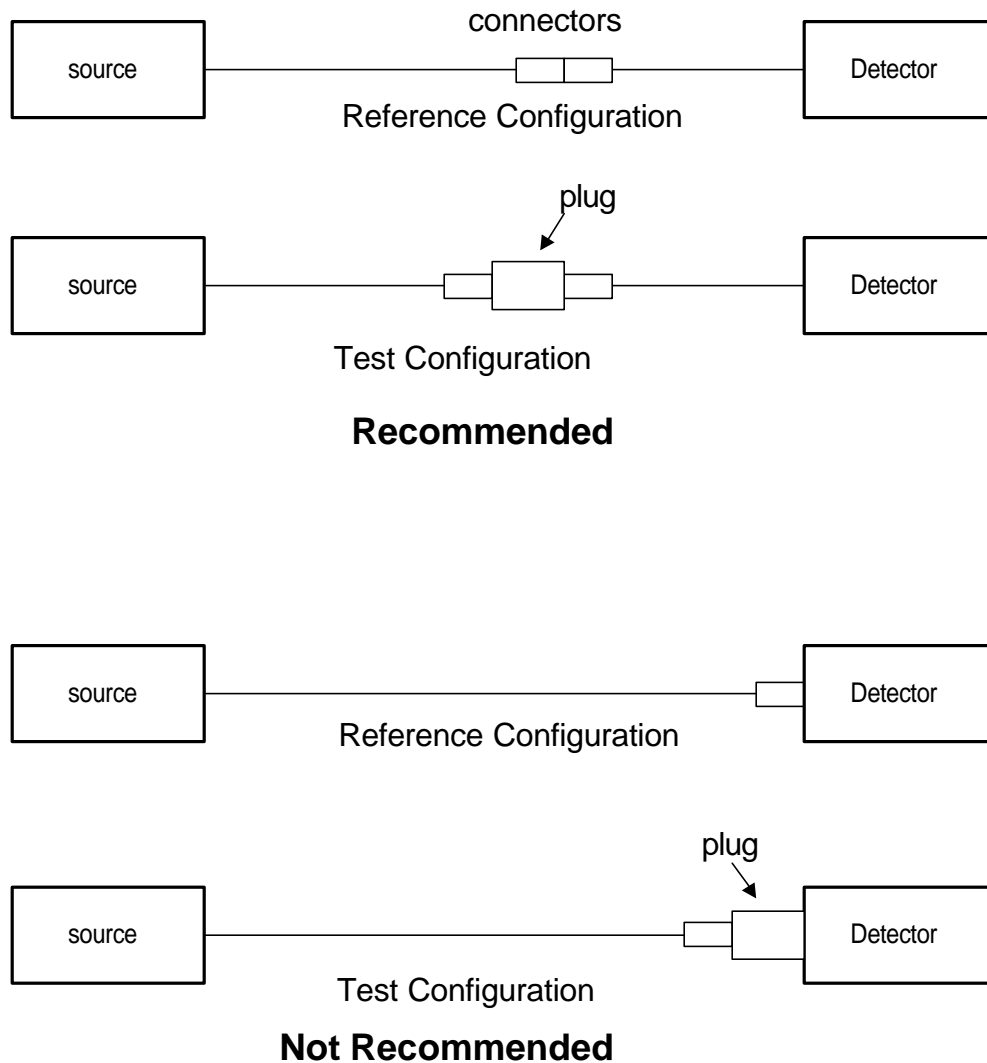 connectors
source
Detector
Reference Configuration
plug
source
Detector
Test Configuration
Recommended
source
Detector
Reference Configuration
plug
source
Detector
Test Configuration
Not Recommended